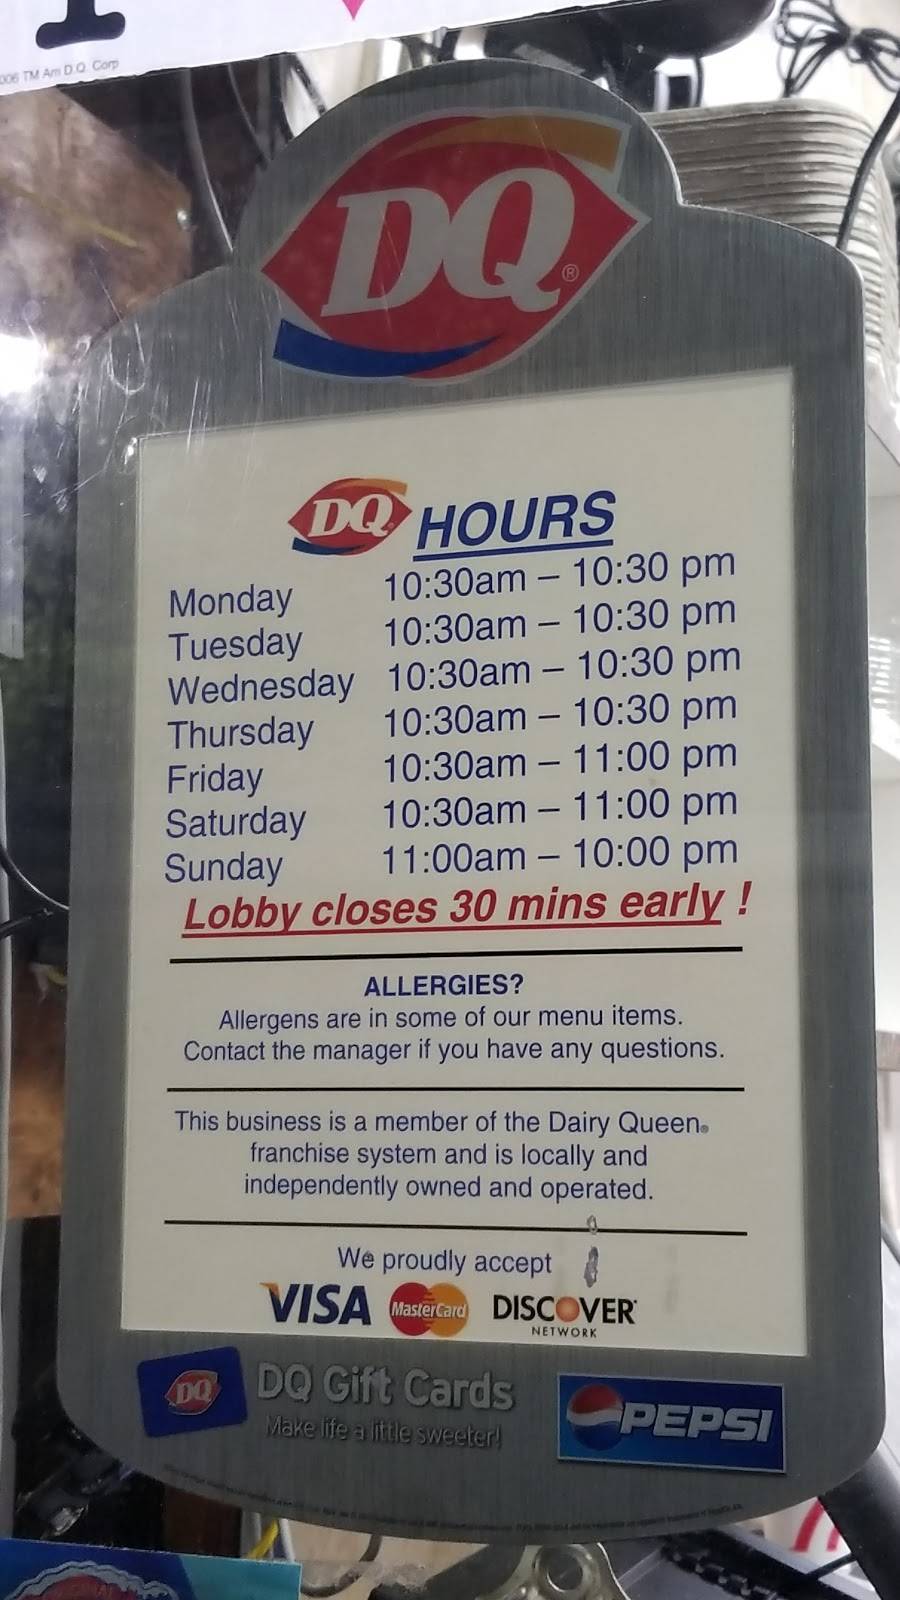 006 TM Am D.Q. Corp
DQ®
DQ HOURS
Monday 10:30am – 10:30 pm
Tuesday 10:30am – 10:30 pm
Wednesday 10:30am – 10:30 pm
Thursday 10:30am – 10:30 pm
Friday 10:30am – 11:00 pm
Saturday 10:30am – 11:00 pm
Sunday 11:00am – 10:00 pm
Lobby closes 30 mins early !
ALLERGIES?
Allergens are in some of our menu items.
Contact the manager if you have any questions.
This business is a member of the Dairy Queen®
franchise system and is locally and
independently owned and operated.
We proudly accept
VISA MasterCard DISCOVER
NETWORK
DQ DQ Gift Cards
Make life a little sweeter!
PEPSI